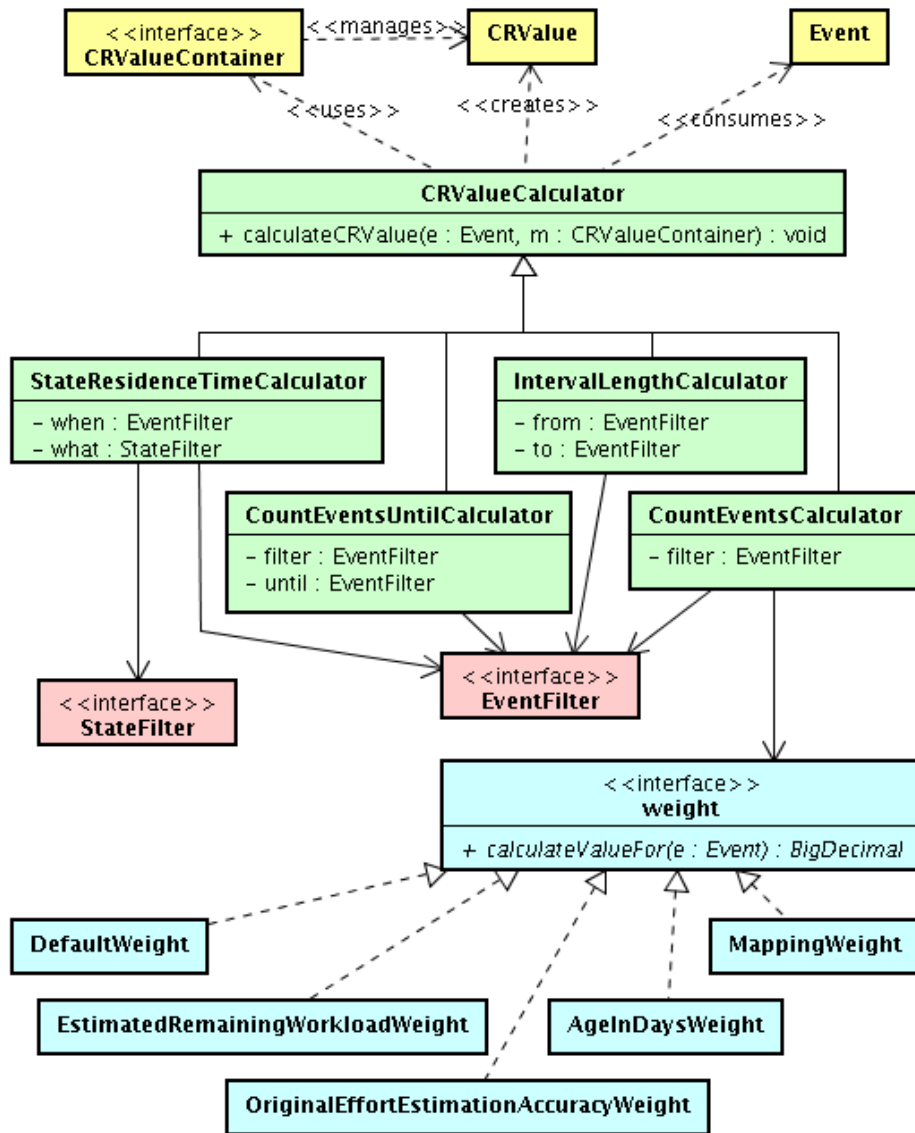 <<interface>>
CRValueContainer
<<manages>>
CRValue
Event
<<uses>>
<<creates>>
<<consumes>>
CRValueCalculator
+ calculateCRValue(e : Event, m : CRValueContainer) : void
StateResidenceTimeCalculator
– when : EventFilter
– what : StateFilter
IntervalLengthCalculator
– from : EventFilter
– to : EventFilter
CountEventsUntilCalculator
– filter : EventFilter
– until : EventFilter
CountEventsCalculator
– filter : EventFilter
<<interface>>
StateFilter
<<interface>>
EventFilter
<<interface>>
weight
+ calculateValueFor(e : Event) : BigDecimal
DefaultWeight
MappingWeight
EstimatedRemainingWorkloadWeight
AgeInDaysWeight
OriginalEffortEstimationAccuracyWeight